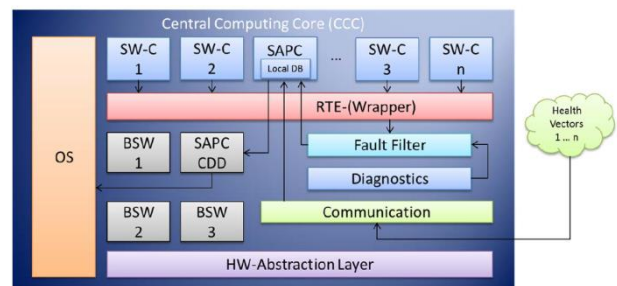 Central Computing Core (CCC)
SW-C
1
SW-C
2
SAPC
Local DB
...
SW-C
3
SW-C
n
RTE-(Wrapper)
OS
BSW
1
SAPC
CDD
Fault Filter
Diagnostics
Health
Vectors
1 ... n
BSW
2
BSW
3
Communication
HW-Abstraction Layer